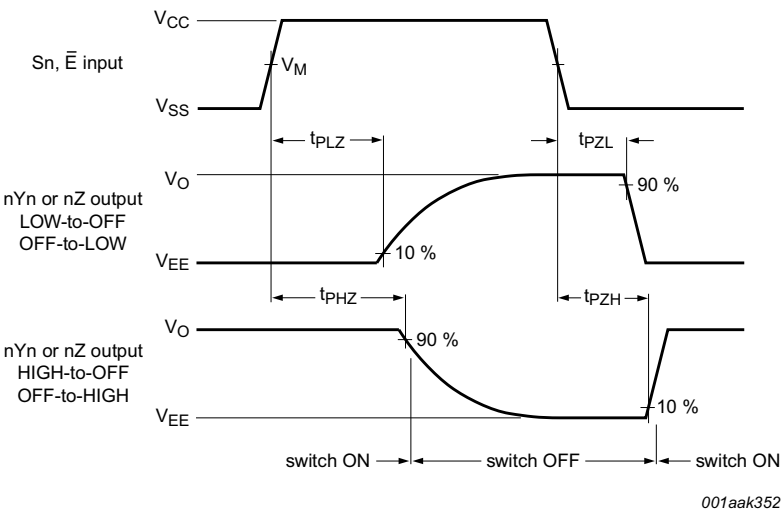 VCC
Sn, E̅ input
VM
VSS
tPLZ
tPZL
VO
nYn or nZ output
LOW-to-OFF
OFF-to-LOW
90 %
10 %
VEE
tPHZ
tPZH
VO
nYn or nZ output
HIGH-to-OFF
OFF-to-HIGH
90 %
10 %
VEE
switch ON
switch OFF
switch ON
001aak352